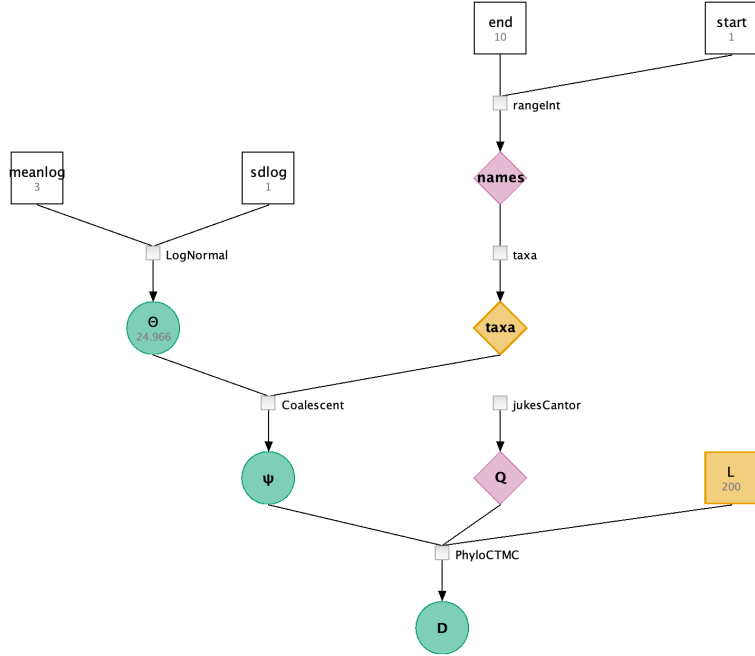 end
10
start
1
rangeInt
meanlog
3
sdlog
1
names
LogNormal
taxa
Θ
24.966
taxa
Coalescent
jukesCantor
ψ
Q
L
200
PhyloCTMC
D